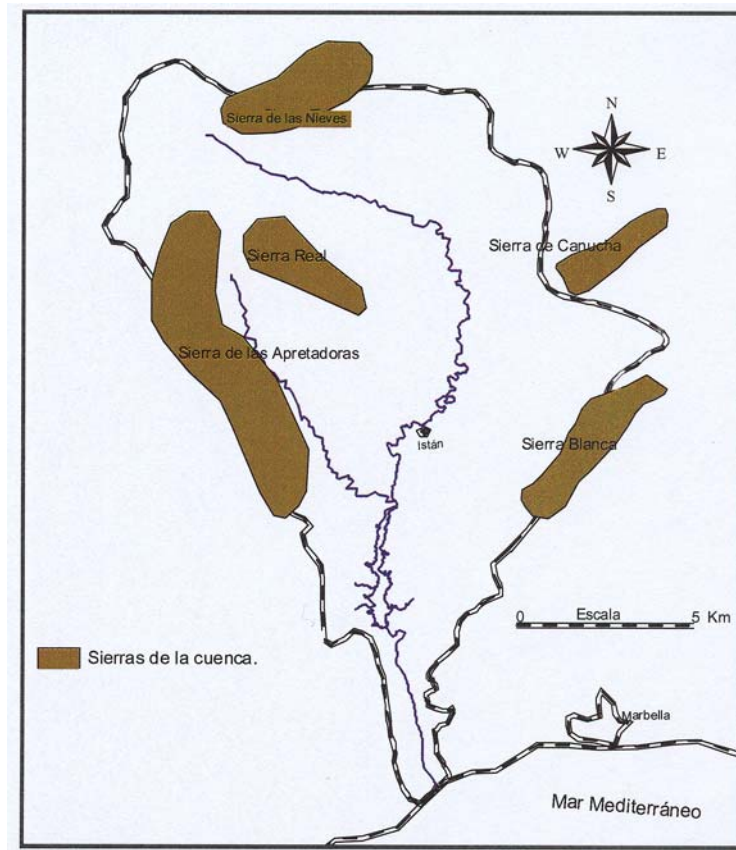 Sierra de las Nieves
N
W E
S
Sierra de Canucha
Sierra Real
Sierra de las Apretadoras
Istán
Sierra Blanca
0 Escala 5 Km
Sierras de la cuenca.
Marbella
Mar Mediterráneo